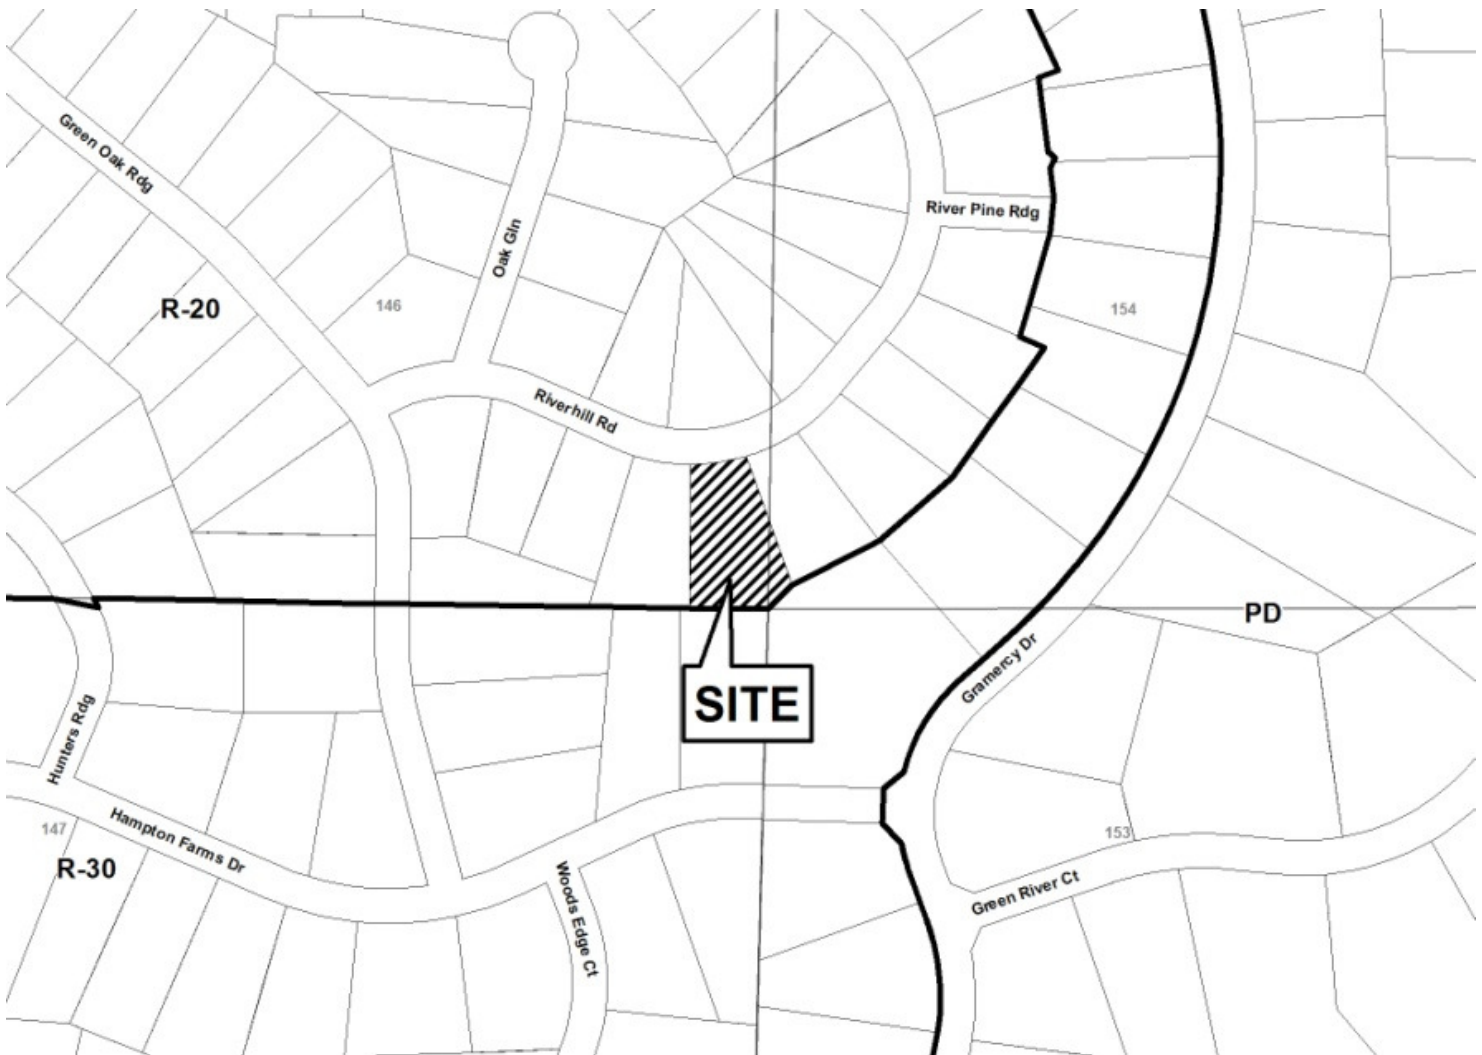 Green Oak Rdg
Oak Gln
River Pine Rdg
R-20
146
154
Riverhill Rd
PD
Gramercy Dr
SITE
Hunters Rdg
Hampton Farms Dr
147
R-30
153
Woods Edge Ct
Green River Ct